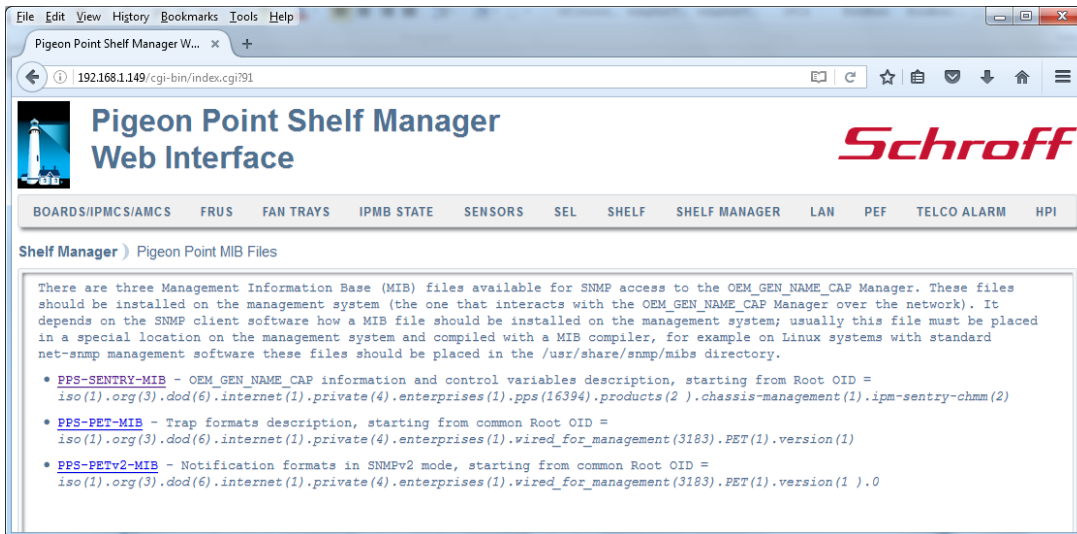 File Edit View History Bookmarks Tools Help
Pigeon Point Shelf Manager W... × +
192.168.1.149/cgi-bin/index.cgi?91
Pigeon Point Shelf Manager
Web Interface
Schroff
BOARDS/IPMCS/AMCS FRUS FAN TRAYS IPMB STATE SENSORS SEL SHELF SHELF MANAGER LAN PEF TELCO ALARM HPI
Shelf Manager ) Pigeon Point MIB Files
There are three Management Information Base (MIB) files available for SNMP access to the OEM_GEN_NAME_CAP Manager. These files
should be installed on the management system (the one that interacts with the OEM_GEN_NAME_CAP Manager over the network). It
depends on the SNMP client software how a MIB file should be installed on the management system; usually this file must be placed
in a special location on the management system and compiled with a MIB compiler, for example on Linux systems with standard
net-snmp management software these files should be placed in the /usr/share/snmp/mibs directory.
• PPS-SENTRY-MIB - OEM_GEN_NAME_CAP information and control variables description, starting from Root OID =
iso(1).org(3).dod(6).internet(1).private(4).enterprises(1).pps(16394).products(2 ).chassis-management(1).ipm-sentry-chmm(2)
• PPS-PET-MIB - Trap formats description, starting from common Root OID =
iso(1).org(3).dod(6).internet(1).private(4).enterprises(1).wired_for_management(3183).PET(1).version(1)
• PPS-PETv2-MIB - Notification formats in SNMPv2 mode, starting from common Root OID =
iso(1).org(3).dod(6).internet(1).private(4).enterprises(1).wired_for_management(3183).PET(1).version(1 ).0